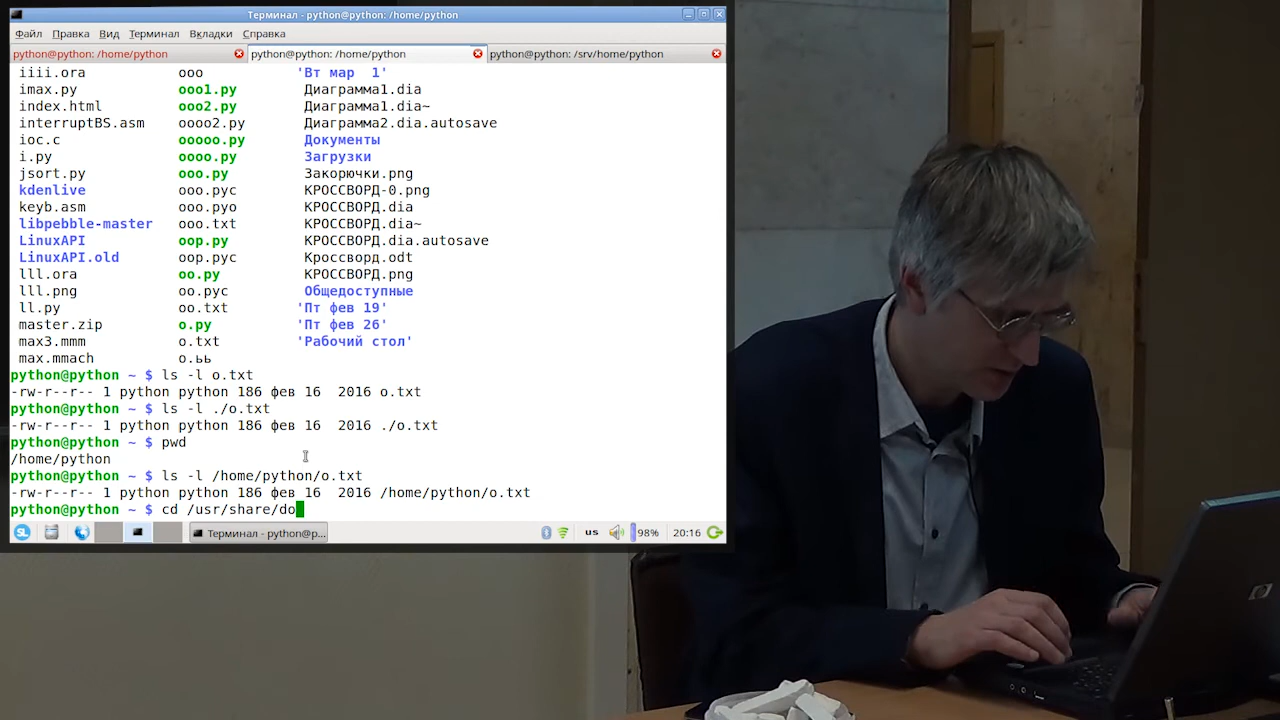 Терминал - python@python: /home/python
Файл Правка Вид Терминал Вкладки Справка
python@python: /home/python python@python: /home/python python@python: /srv/home/python
iiii.ora ooo 'Вт мар  1'
imax.py ooo1.py Диаграмма1.dia
index.html ooo2.py Диаграмма1.dia~
interruptBS.asm oooo2.py Диаграмма2.dia.autosave
ioc.c ooooo.py Документы
i.py oooo.py Загрузки
jsort.py ooo.py Закорючки.png
kdenlive ooo.pyc КРОССВОРД-0.png
keyb.asm ooo.pyo КРОССВОРД.dia
libpebble-master ooo.txt КРОССВОРД.dia~
LinuxAPI oop.py КРОССВОРД.dia.autosave
LinuxAPI.old oop.pyc Кроссворд.odt
lll.ora oo.py КРОССВОРД.png
lll.png oo.pyc Общедоступные
ll.py oo.txt 'Пт фев 19'
master.zip o.py 'Пт фев 26'
max3.mmm o.txt 'Рабочий стол'
max.mmach o.ьь
python@python ~ $ ls -l o.txt
-rw-r--r-- 1 python python 186 фев 16  2016 o.txt
python@python ~ $ ls -l ./o.txt
-rw-r--r-- 1 python python 186 фев 16  2016 ./o.txt
python@python ~ $ pwd
/home/python
python@python ~ $ ls -l /home/python/o.txt
-rw-r--r-- 1 python python 186 фев 16  2016 /home/python/o.txt
python@python ~ $ cd /usr/share/do
Терминал - python@p... us 98% 20:16